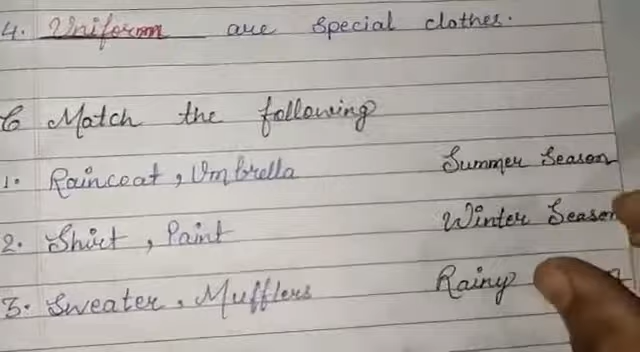 4. Uniform are special clothes.
C Match the following
1. Raincoat, Umbrella Summer Season
2. Shirt, Paint Winter Season
3. Sweater, Mufflers Rainy